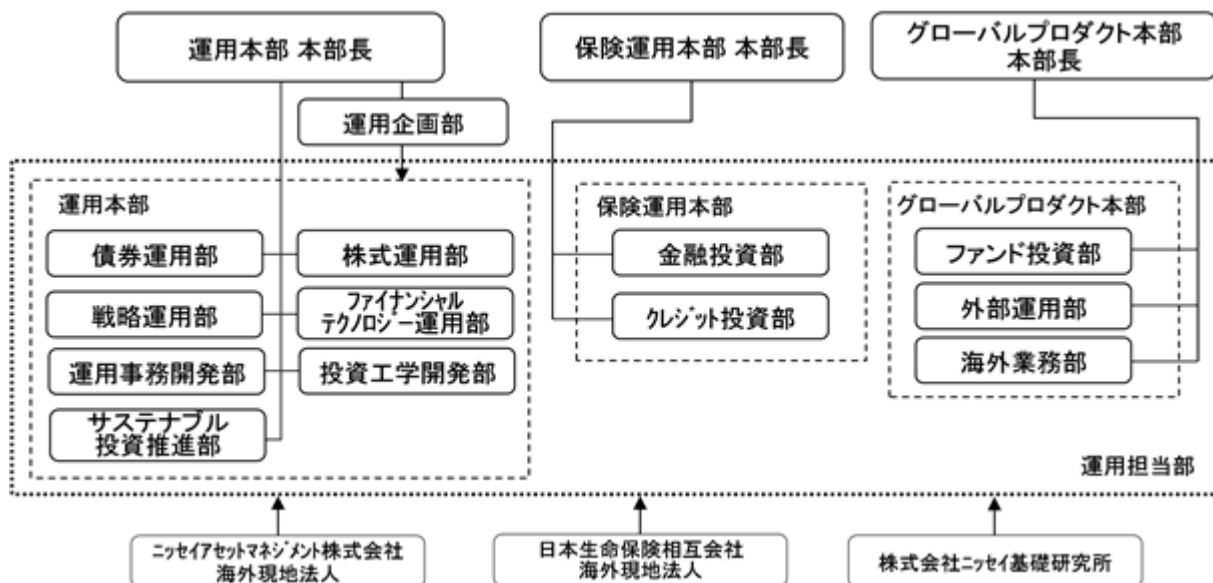 運用本部 本部長
保険運用本部 本部長
グローバルプロダクト本部
本部長
運用企画部
運用本部
債券運用部
株式運用部
戦略運用部
ファイナンシャル
テクノロジー運用部
運用事務開発部
投資工学開発部
サステナブル
投資推進部
保険運用本部
金融投資部
クレジット投資部
グローバルプロダクト本部
ファンド投資部
外部運用部
海外業務部
運用担当部
ニッセイアセットマネジメント株式会社
海外現地法人
日本生命保険相互会社
海外現地法人
株式会社ニッセイ基礎研究所